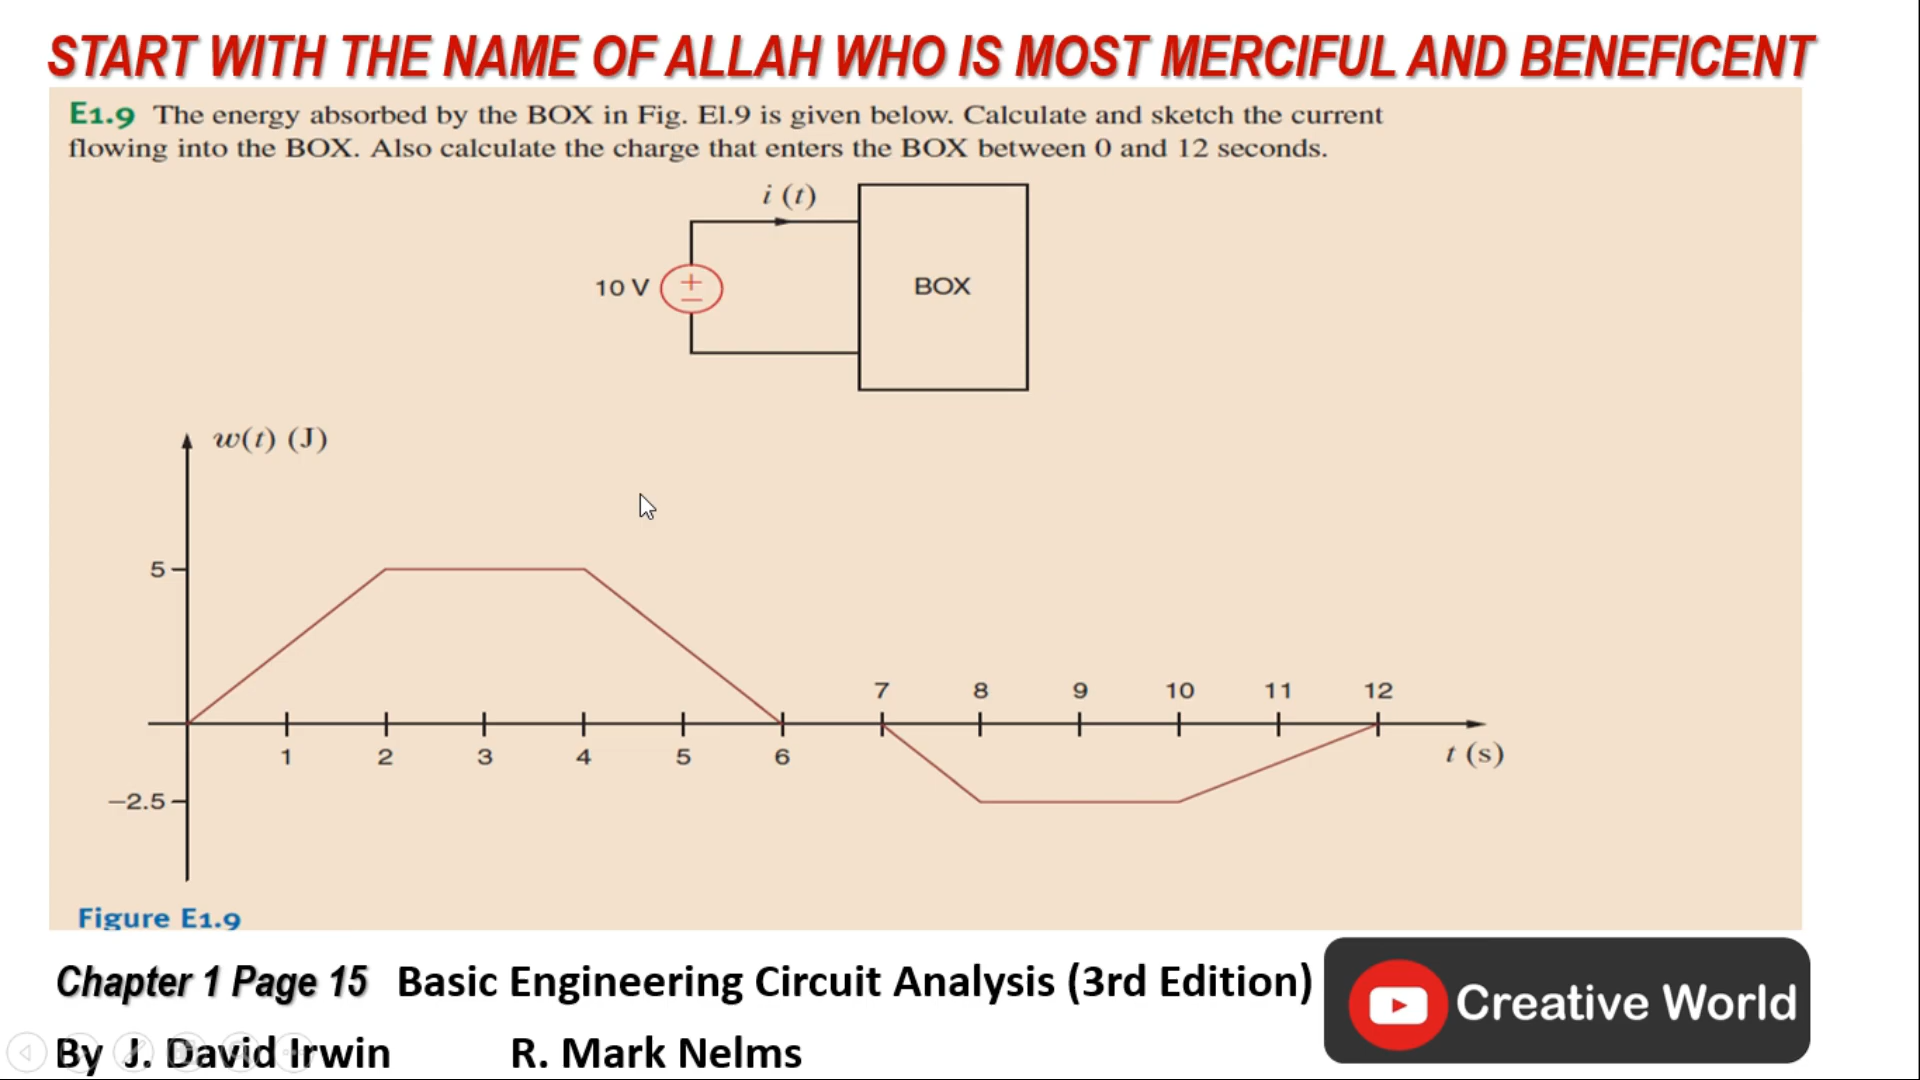 START WITH THE NAME OF ALLAH WHO IS MOST MERCIFUL AND BENEFICENT
E1.9 The energy absorbed by the BOX in Fig. E1.9 is given below. Calculate and sketch the current
flowing into the BOX. Also calculate the charge that enters the BOX between 0 and 12 seconds.
i (t)
10 V
+
−
BOX
w(t) (J)
5
7 8 9 10 11 12
1 2 3 4 5 6
t (s)
−2.5
Figure E1.9
Chapter 1 Page 15 Basic Engineering Circuit Analysis (3rd Edition)
Creative World
By J. David Irwin R. Mark Nelms